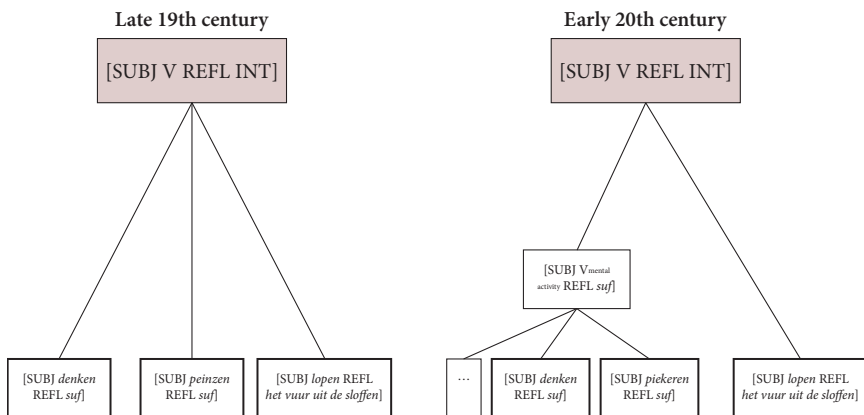 Late 19th century
[SUBJ V REFL INT]
[SUBJ denken
REFL suf]
[SUBJ peinzen
REFL suf]
[SUBJ lopen REFL
het vuur uit de sloffen]
Early 20th century
[SUBJ V REFL INT]
[SUBJ Vmental
activity REFL suf]
...
[SUBJ denken
REFL suf]
[SUBJ piekeren
REFL suf]
[SUBJ lopen REFL
het vuur uit de sloffen]